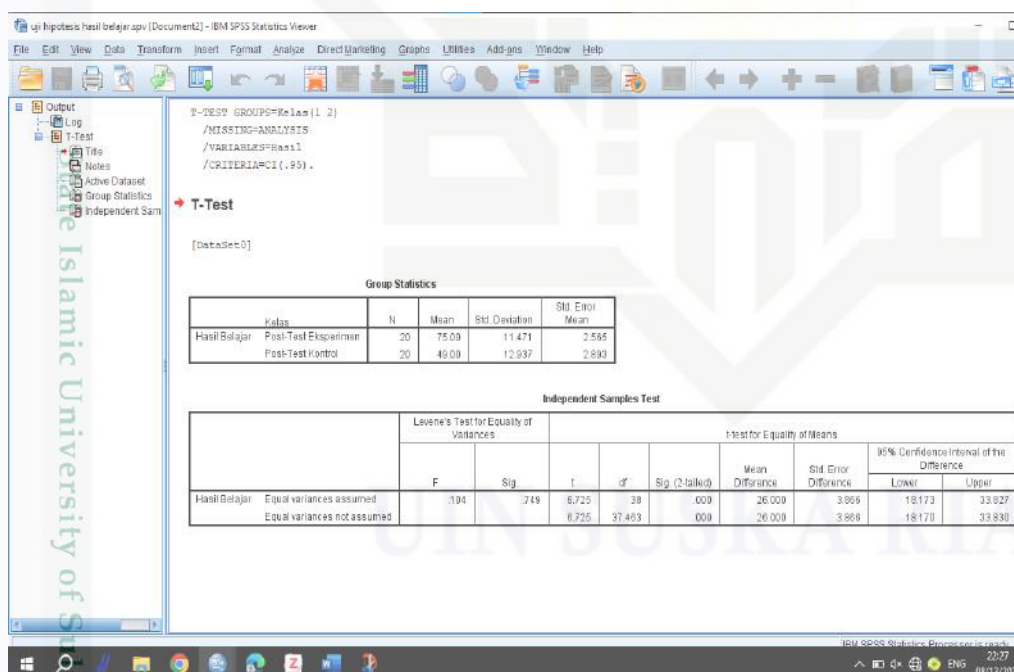 uji hipotesis hasil belajar.spv [Document2] - IBM SPSS Statistics Viewer
File Edit View Data Transform Insert Format Analyze Direct Marketing Graphs Utilities Add-ons Window Help
Output
Log
T-Test
Title
Notes
Active Dataset
Group Statistics
Independent Sam
T-TEST GROUPS=Kelas(1 2)
/MISSING=ANALYSIS
/VARIABLES=Hasil
/CRITERIA=CI(.95).
T-Test
[DataSet0]
Group Statistics
Kelas N Mean Std. Deviation Std. Error Mean
Hasil Belajar Post-Test Eksperimen 20 75.00 11.471 2.565
Post-Test Kontrol 20 49.00 12.937 2.893
Independent Samples Test
Levene's Test for Equality of Variances t-test for Equality of Means
95% Confidence Interval of the Difference
F Sig. t df Sig. (2-tailed) Mean Difference Std. Error Difference Lower Upper
Hasil Belajar Equal variances assumed .104 .749 6.725 38 .000 26.000 3.866 18.173 33.827
Equal variances not assumed 6.725 37.463 .000 26.000 3.866 18.170 33.830
UIN SUSKA RIA
State Islamic University of Sul
IBM SPSS Statistics Processor is ready
ENG 22:27